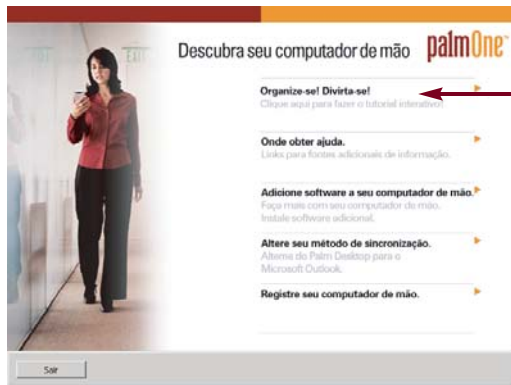 Descubra seu computador de mão palmOne
Organize-se! Divirta-se!
Clique aqui para fazer o tutorial interativo!
Onde obter ajuda.
Links para fontes adicionais de informação.
Adicione software a seu computador de mão.
Faça mais com seu computador de mão.
Instale software adicional.
Altere seu método de sincronização.
Alterne do Palm Desktop para o
Microsoft Outlook.
Registre seu computador de mão.
Sair